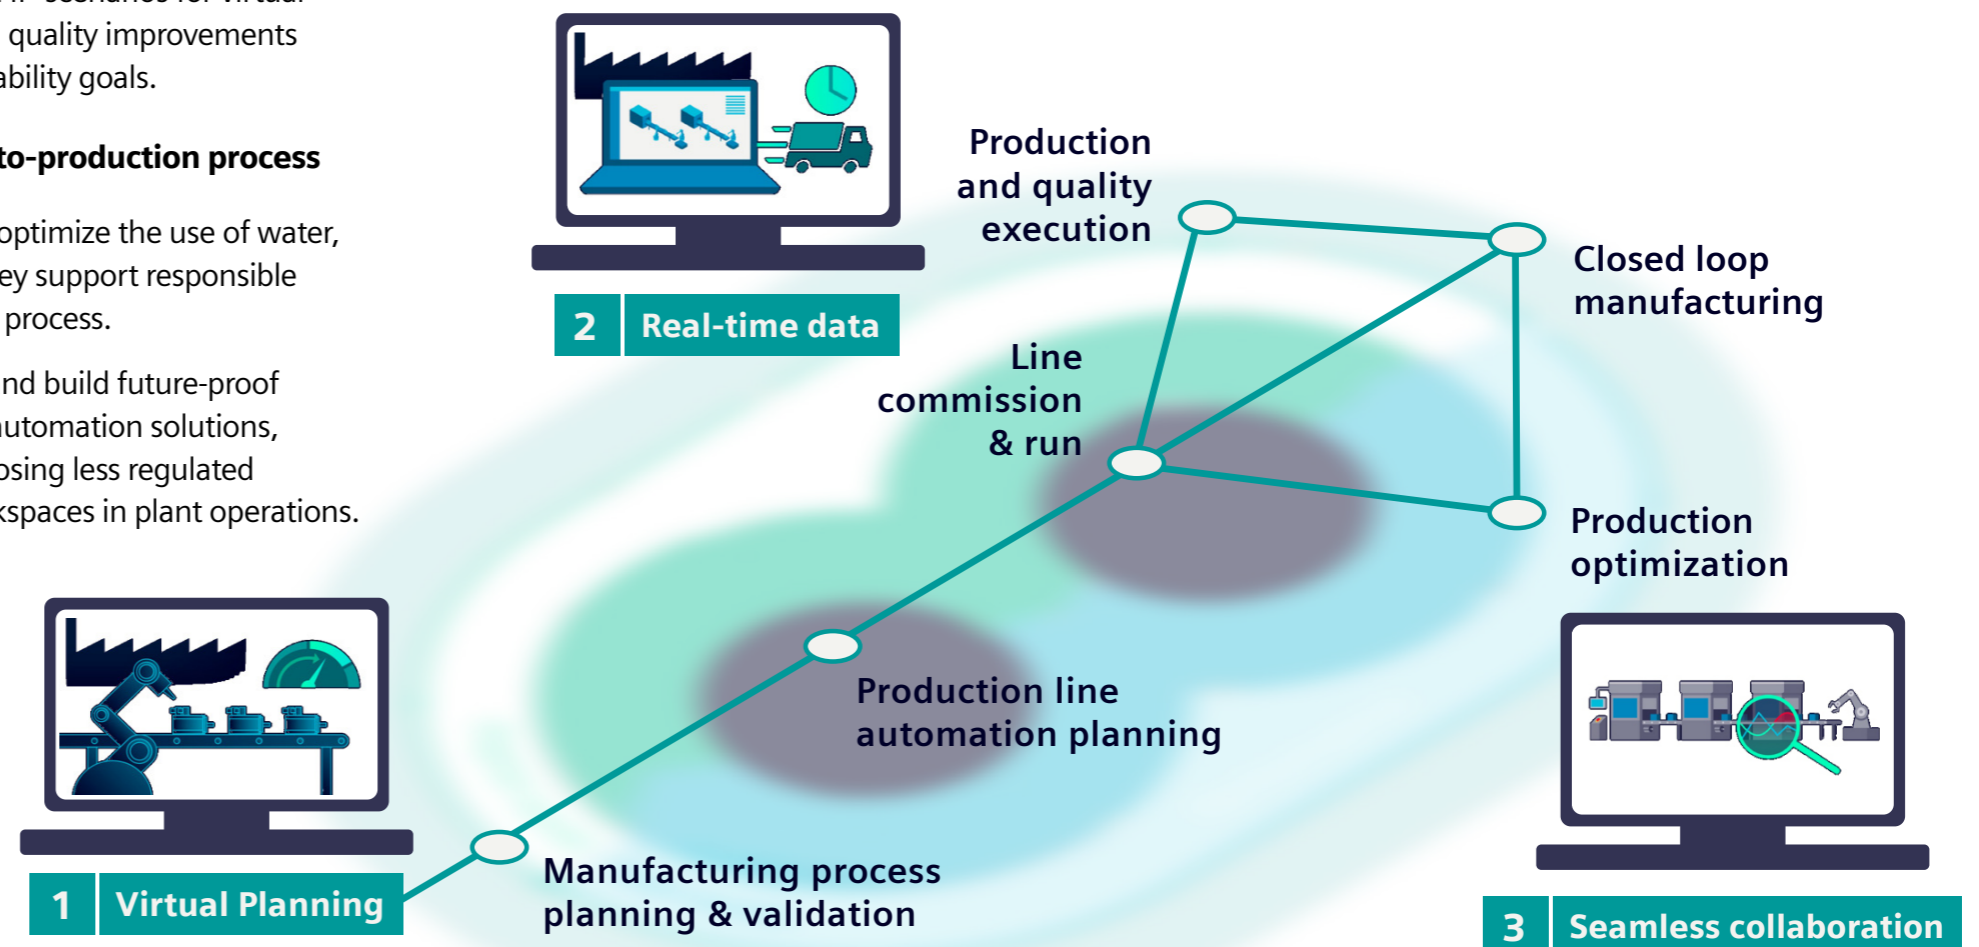 quality improvements
ability goals.
to-production process
optimize the use of water,
ey support responsible
process.
nd build future-proof
automation solutions,
osing less regulated
kspaces in plant operations.
2 Real-time data
Production
and quality
execution
Closed loop
manufacturing
Line
commission
& run
Production
optimization
Production line
automation planning
Manufacturing process
planning & validation
1 Virtual Planning
3 Seamless collaboration